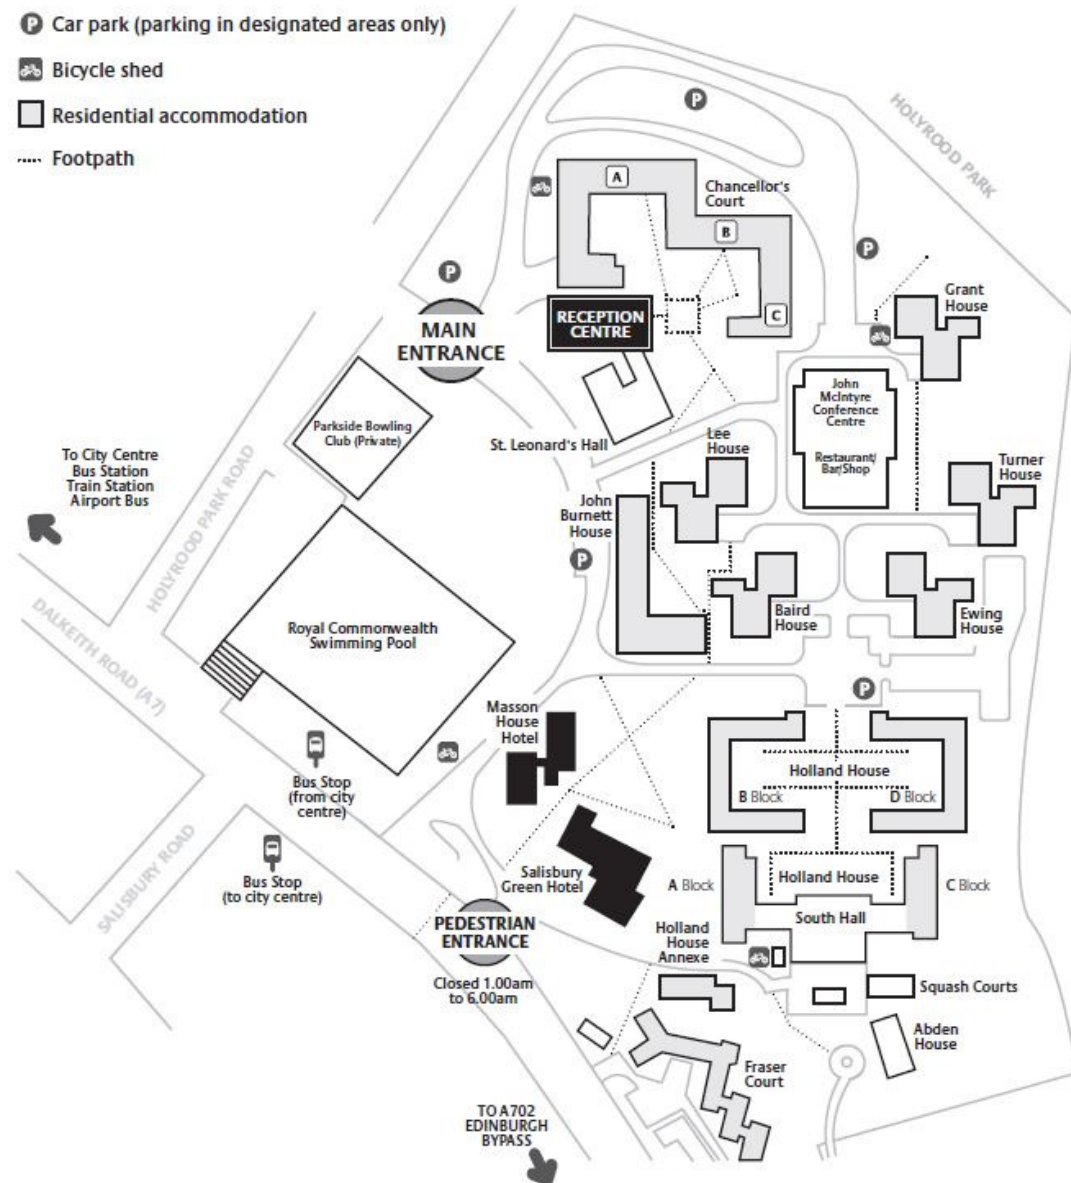 P Car park (parking in designated areas only)
Bicycle shed
Residential accommodation
Footpath
P
HOLYROOD PARK
A
Chancellor's
Court
B
C
P
P
Grant
House
RECEPTION
CENTRE
MAIN
ENTRANCE
John
McIntyre
Conference
Centre
Restaurant/
Bar/Shop
Parkside Bowling
Club (Private)
St. Leonard's Hall
Lee
House
Turner
House
To City Centre
Bus Station
Train Station
Airport Bus
HOLYROOD PARK ROAD
John
Burnett
House
P
DALKEITH ROAD (A7)
Royal Commonwealth
Swimming Pool
Baird
House
Ewing
House
P
Masson
House
Hotel
Holland House
B Block
D Block
Bus Stop
(from city
centre)
SALISBURY ROAD
Bus Stop
(to city centre)
Salisbury
Green Hotel
A Block
Holland House
C Block
South Hall
PEDESTRIAN
ENTRANCE
Closed 1.00am
to 6.00am
Holland
House
Annexe
Squash Courts
Abden
House
Fraser
Court
TO A702
EDINBURGH
BYPASS